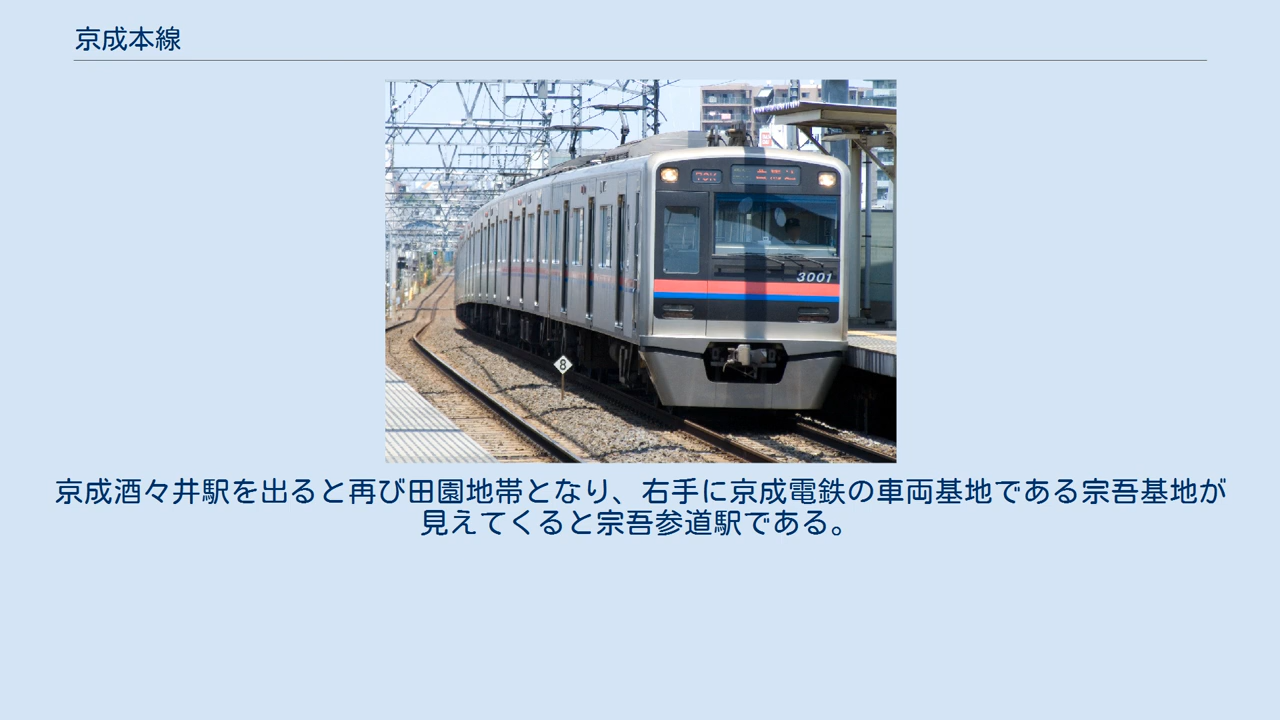 京成本線
3001
8
京成酒々井駅を出ると再び田園地帯となり、右手に京成電鉄の車両基地である宗吾基地が
見えてくると宗吾参道駅である。